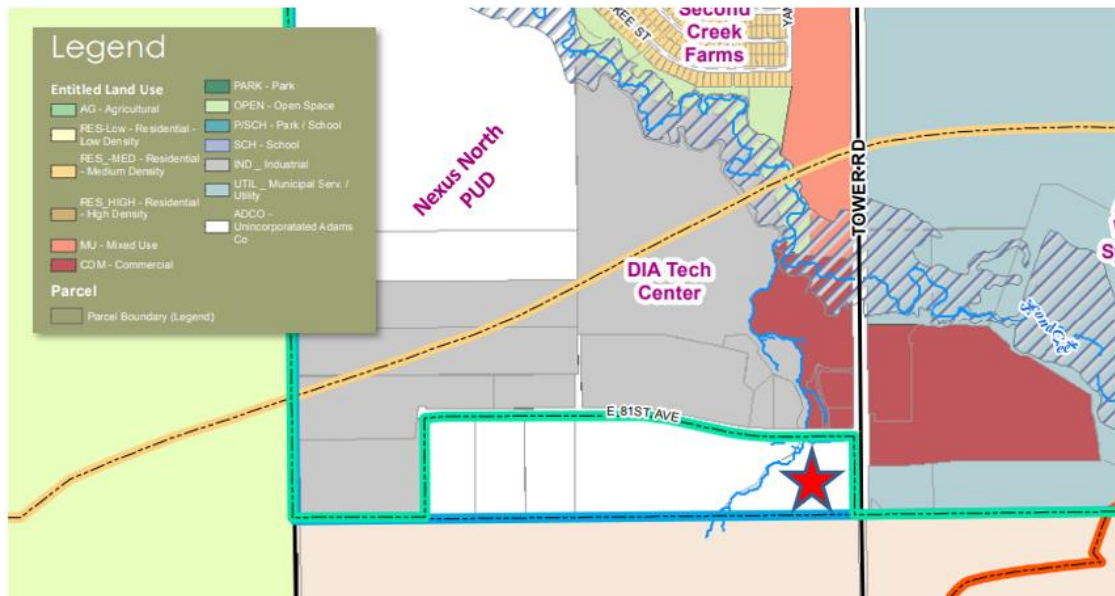 Legend
Entitled Land Use
AG - Agricultural
RES-Low - Residential -
Low Density
RES_-MED - Residential
- Medium Density
RES_HIGH - Residential
- High Density
MU - Mixed Use
COM - Commercial
PARK - Park
OPEN - Open Space
P/SCH - Park / School
SCH - School
IND _ Industrial
UTIL _ Municipal Serv. /
Utility
ADCO -
Unincorporatated Adams
Co
Parcel
Parcel Boundary (Legend)
Second
Creek
Farms
Nexus North
PUD
DIA Tech
Center
TOWER RD
E 81ST AVE